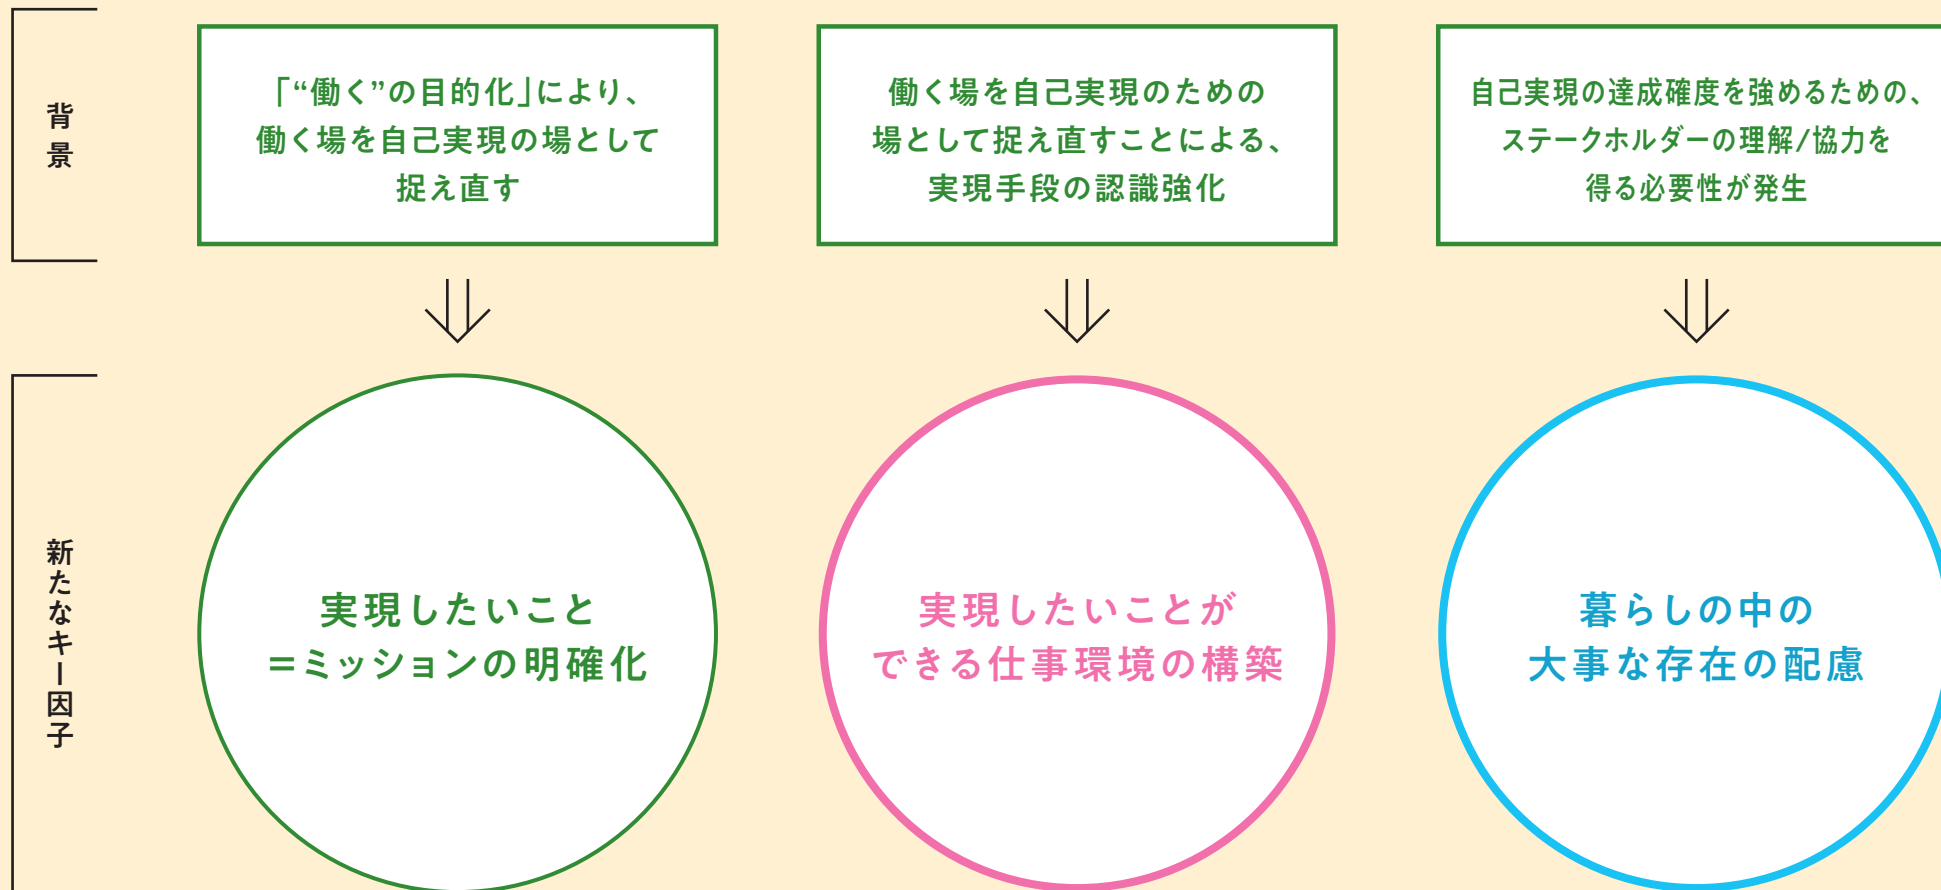 背景
「“働く”の目的化」により、
働く場を自己実現の場として
捉え直す
働く場を自己実現のための
場として捉え直すことによる、
実現手段の認識強化
自己実現の達成確度を強めるための、
ステークホルダーの理解/協力を
得る必要性が発生
新たなキー因子
実現したいこと
＝ミッションの明確化
実現したいことが
できる仕事環境の構築
暮らしの中の
大事な存在の配慮